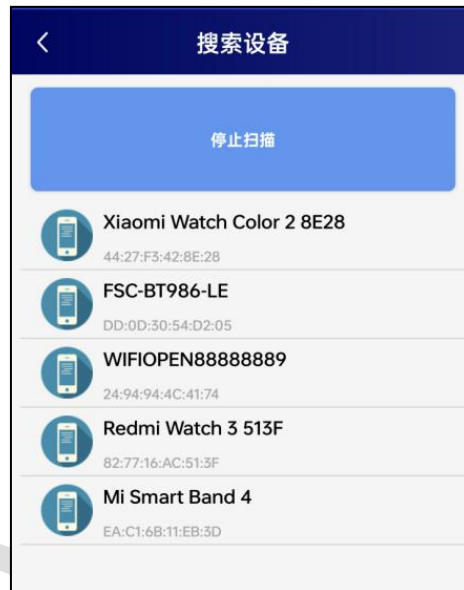 搜索设备
停止扫描
Xiaomi Watch Color 2 8E28
44:27:F3:42:8E:28
FSC-BT986-LE
DD:0D:30:54:D2:05
WIFIOPEN88888889
24:94:94:4C:41:74
Redmi Watch 3 513F
82:77:16:AC:51:3F
Mi Smart Band 4
EA:C1:6B:11:EB:3D